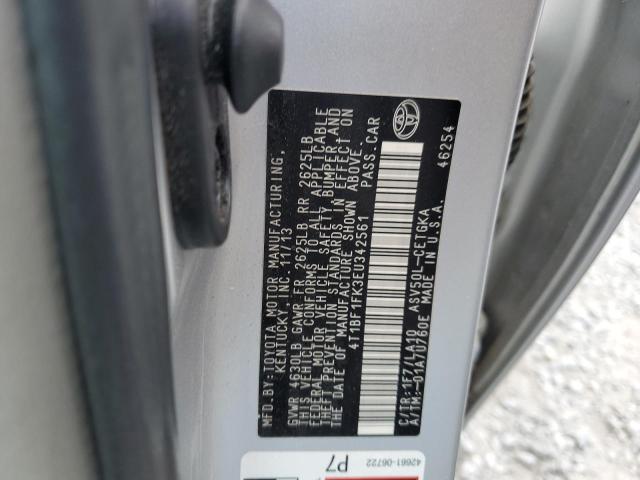 MFD.BY:TOYOTA MOTOR MANUFACTURING,
KENTUCKY, INC. 11/13
GVWR 4630LB GAWR FR 2625LB RR 2625LB
THIS VEHICLE CONFORMS TO ALL APPLICABLE
FEDERAL MOTOR VEHICLE SAFETY, BUMPER, AND
THEFT PREVENTION STANDARDS IN EFFECT ON
THE DATE OF MANUFACTURE SHOWN ABOVE.
4T1BF1FK3EU342561 PASS.CAR
C/TR:1F7/LA10 ASV50L-CETGKA
A/TM:-01A/U760E MADE IN U.S.A. 46254
42661-06722
P7